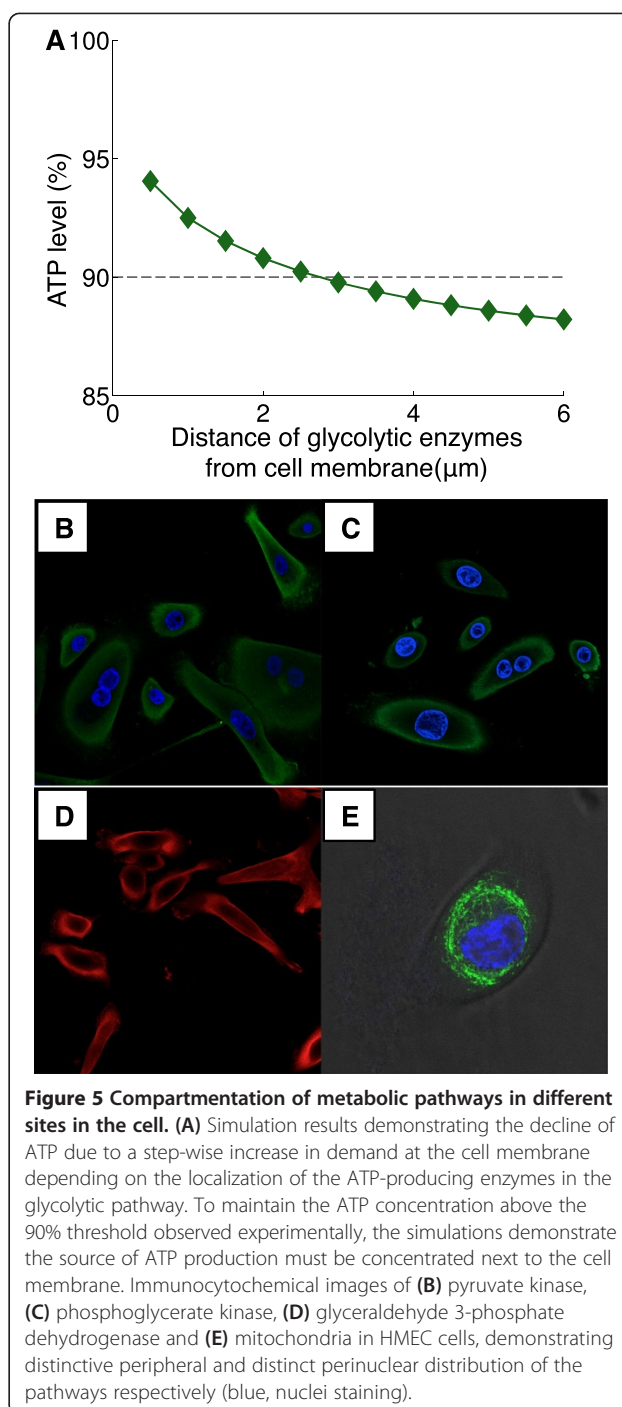 A
100
95
90
85
ATP level (%)
0 2 4 6
Distance of glycolytic enzymes
from cell membrane(μm)
B
C
D
E
Figure 5 Compartmentation of metabolic pathways in different
sites in the cell. (A) Simulation results demonstrating the decline of
ATP due to a step-wise increase in demand at the cell membrane
depending on the localization of the ATP-producing enzymes in the
glycolytic pathway. To maintain the ATP concentration above the
90% threshold observed experimentally, the simulations demonstrate
the source of ATP production must be concentrated next to the cell
membrane. Immunocytochemical images of (B) pyruvate kinase,
(C) phosphoglycerate kinase, (D) glyceraldehyde 3-phosphate
dehydrogenase and (E) mitochondria in HMEC cells, demonstrating
distinctive peripheral and distinct perinuclear distribution of the
pathways respectively (blue, nuclei staining).